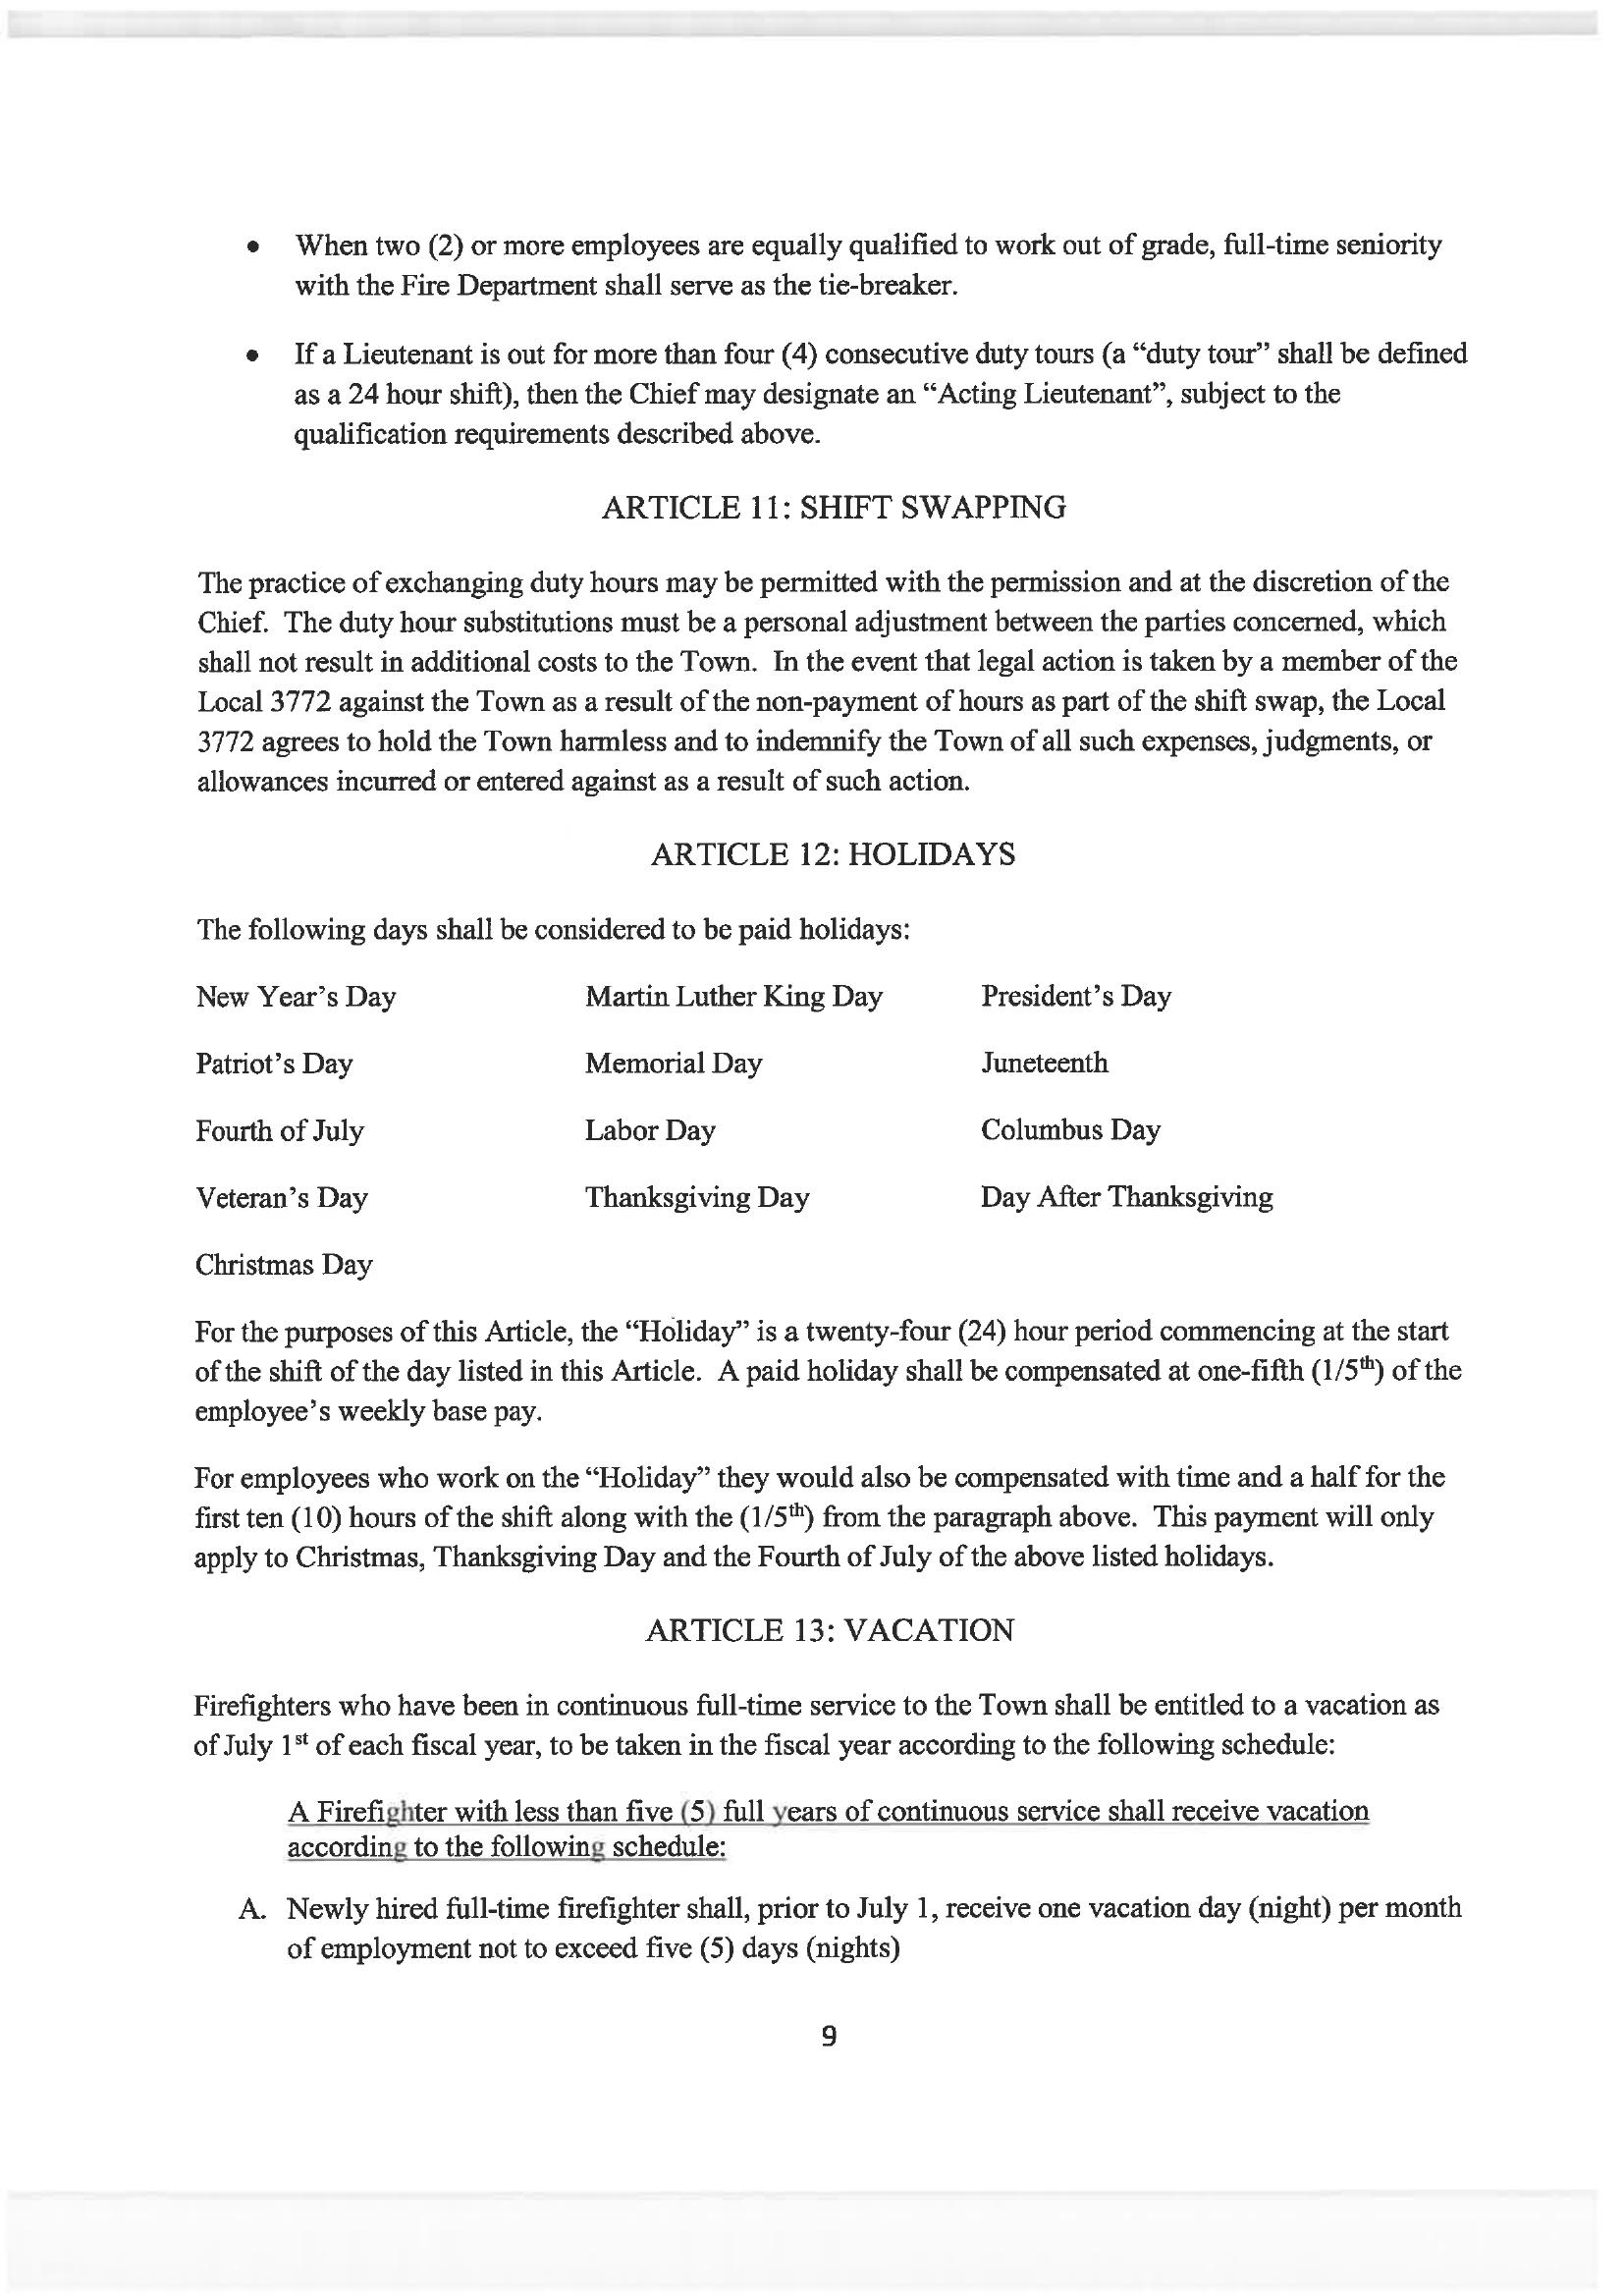 • When two (2) or more employees are equally qualified to work out of grade, full-time seniority
with the Fire Department shall serve as the tie-breaker.
• If a Lieutenant is out for more than four (4) consecutive duty tours (a “duty tour” shall be defined
as a 24 hour shift), then the Chief may designate an “Acting Lieutenant”, subject to the
qualification requirements described above.
ARTICLE 11: SHIFT SWAPPING
The practice of exchanging duty hours may be permitted with the permission and at the discretion of the
Chief. The duty hour substitutions must be a personal adjustment between the parties concerned, which
shall not result in additional costs to the Town. In the event that legal action is taken by a member of the
Local 3772 against the Town as a result of the non-payment of hours as part of the shift swap, the Local
3772 agrees to hold the Town harmless and to indemnify the Town of all such expenses, judgments, or
allowances incurred or entered against as a result of such action.
ARTICLE 12: HOLIDAYS
The following days shall be considered to be paid holidays:
New Year’s Day Martin Luther King Day President’s Day
Patriot’s Day Memorial Day Juneteenth
Fourth of July Labor Day Columbus Day
Veteran’s Day Thanksgiving Day Day After Thanksgiving
Christmas Day
For the purposes of this Article, the “Holiday” is a twenty-four (24) hour period commencing at the start
of the shift of the day listed in this Article. A paid holiday shall be compensated at one-fifth (1/5th) of the
employee’s weekly base pay.
For employees who work on the “Holiday” they would also be compensated with time and a half for the
first ten (10) hours of the shift along with the (1/5th) from the paragraph above. This payment will only
apply to Christmas, Thanksgiving Day and the Fourth of July of the above listed holidays.
ARTICLE 13: VACATION
Firefighters who have been in continuous full-time service to the Town shall be entitled to a vacation as
of July 1st of each fiscal year, to be taken in the fiscal year according to the following schedule:
A Firefighter with less than five (5) full years of continuous service shall receive vacation
according to the following schedule:
A. Newly hired full-time firefighter shall, prior to July 1, receive one vacation day (night) per month
of employment not to exceed five (5) days (nights)
9